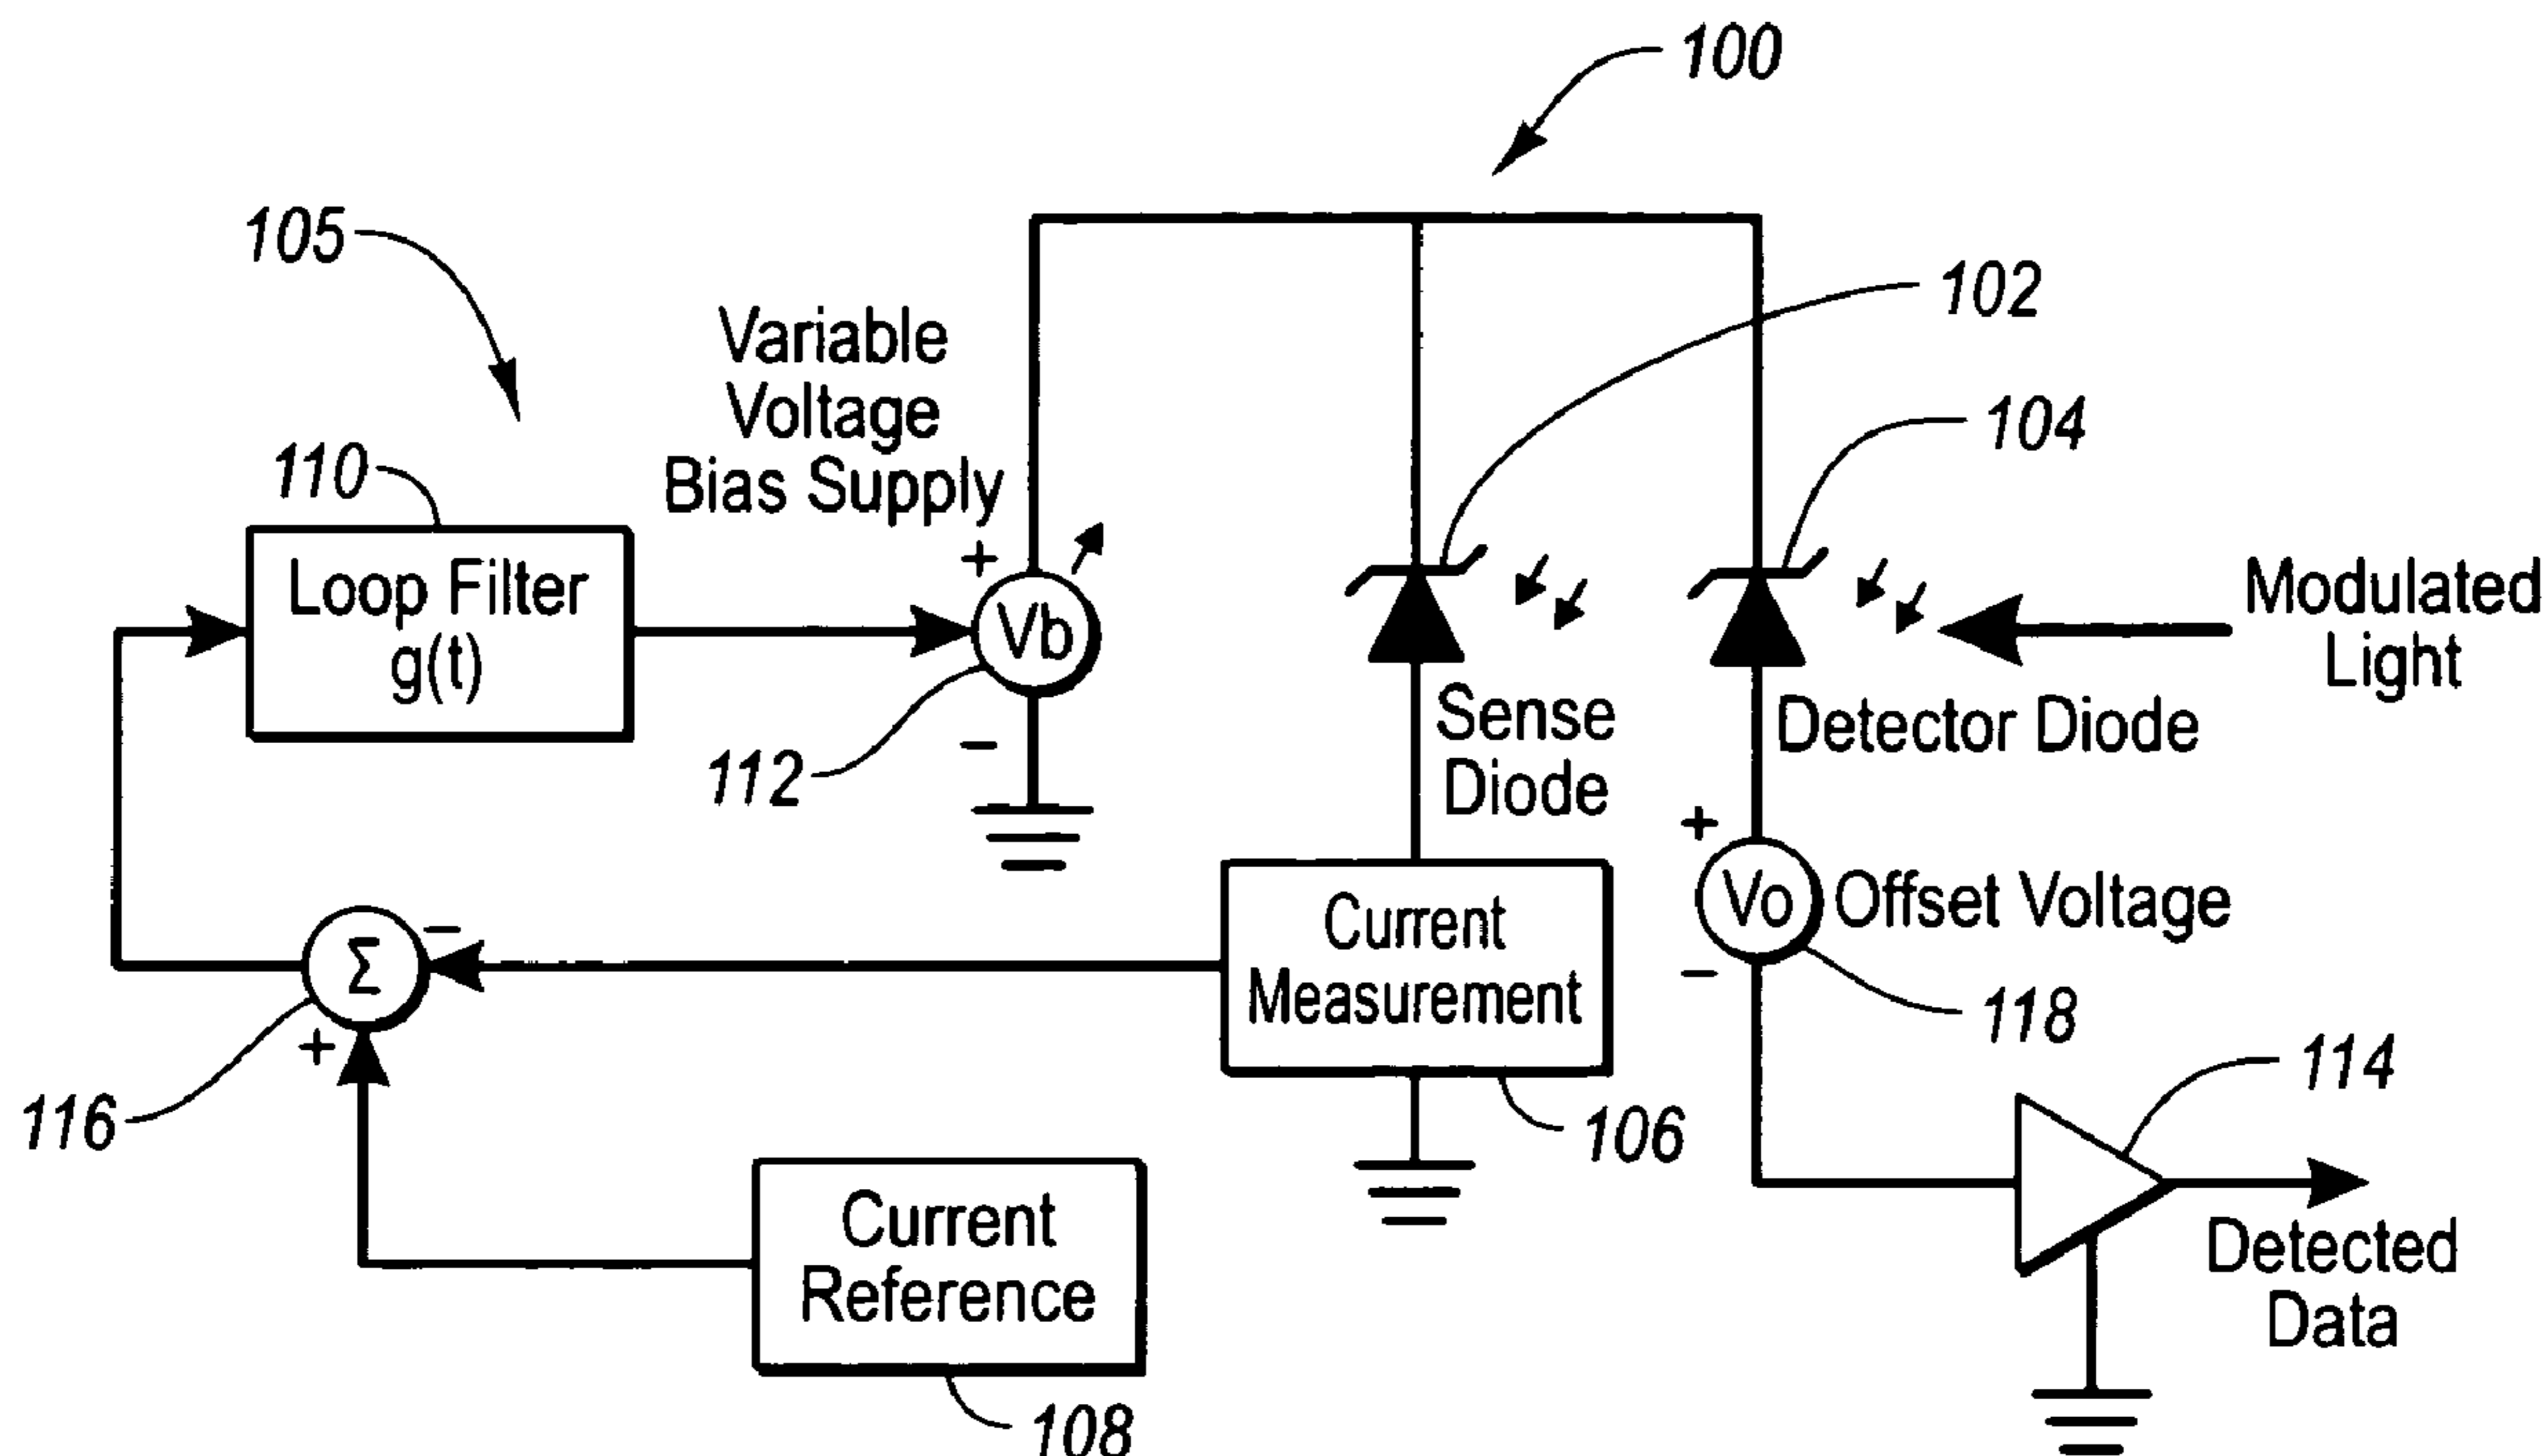 100
105
102
Variable
Voltage
Bias Supply
104
110
Loop Filter
g(t)
+
Vb
−
112
Modulated
Light
Sense
Diode
Detector Diode
+
Vo
−
Offset Voltage
118
Current
Measurement
106
Σ
−
+
116
114
Current
Reference
108
Detected
Data